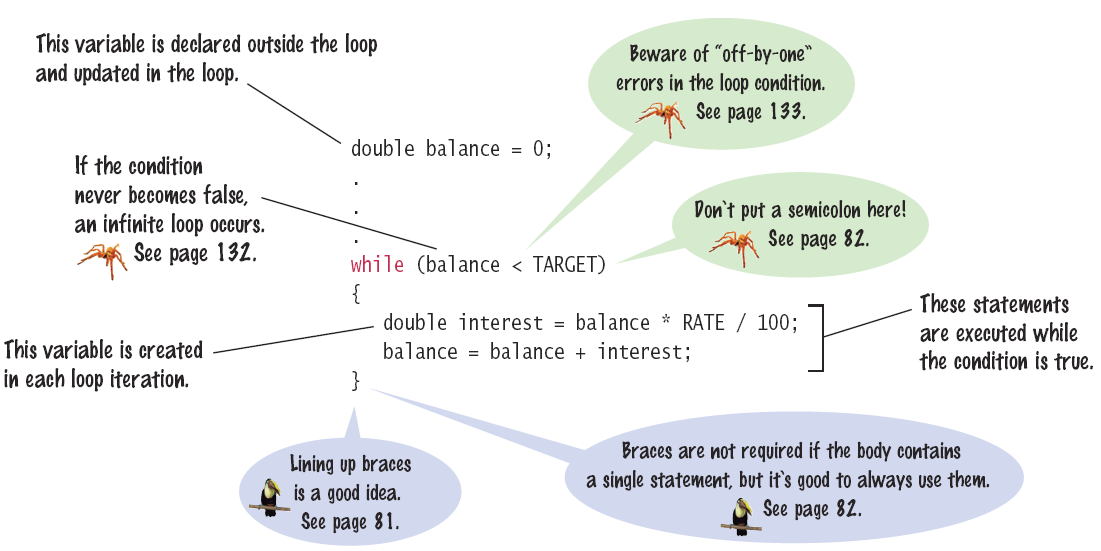 This variable is declared outside the loop
and updated in the loop.
Beware of "off-by-one"
errors in the loop condition.
See page 133.
double balance = 0;
.
.
.
If the condition
never becomes false,
an infinite loop occurs.
See page 132.
Don't put a semicolon here!
See page 82.
while (balance < TARGET)
{
double interest = balance * RATE / 100;
balance = balance + interest;
}
These statements
are executed while
the condition is true.
This variable is created
in each loop iteration.
Lining up braces
is a good idea.
See page 81.
Braces are not required if the body contains
a single statement, but it's good to always use them.
See page 82.